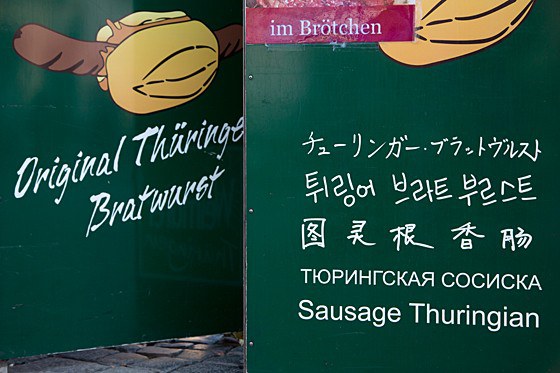 Original Thüringe
Bratwurst
im Brötchen
チューリンガー・ブラットヴルスト
튀링어 브라트부르스트
图灵根香肠
ТЮРИНГСКАЯ СОСИСКА
Sausage Thuringian